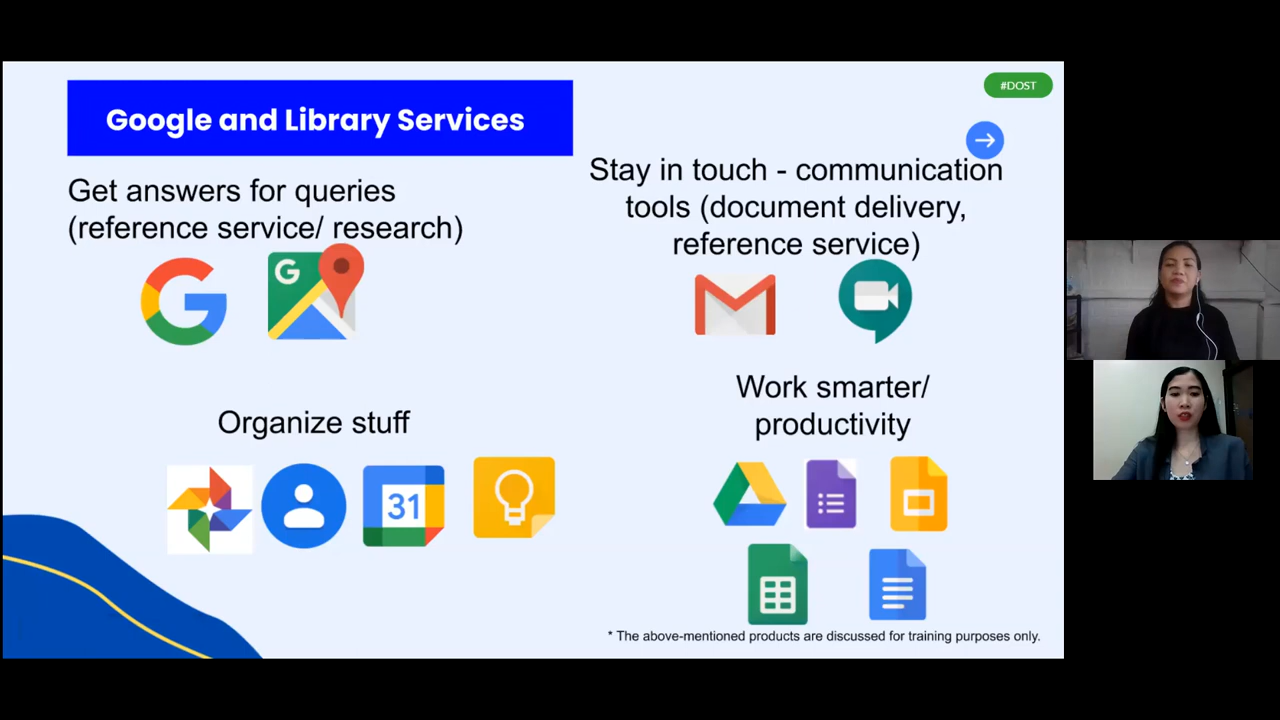 #DOST
Google and Library Services
Get answers for queries
(reference service/ research)
G
Stay in touch - communication
tools (document delivery,
reference service)
Organize stuff
31
Work smarter/
productivity
* The above-mentioned products are discussed for training purposes only.